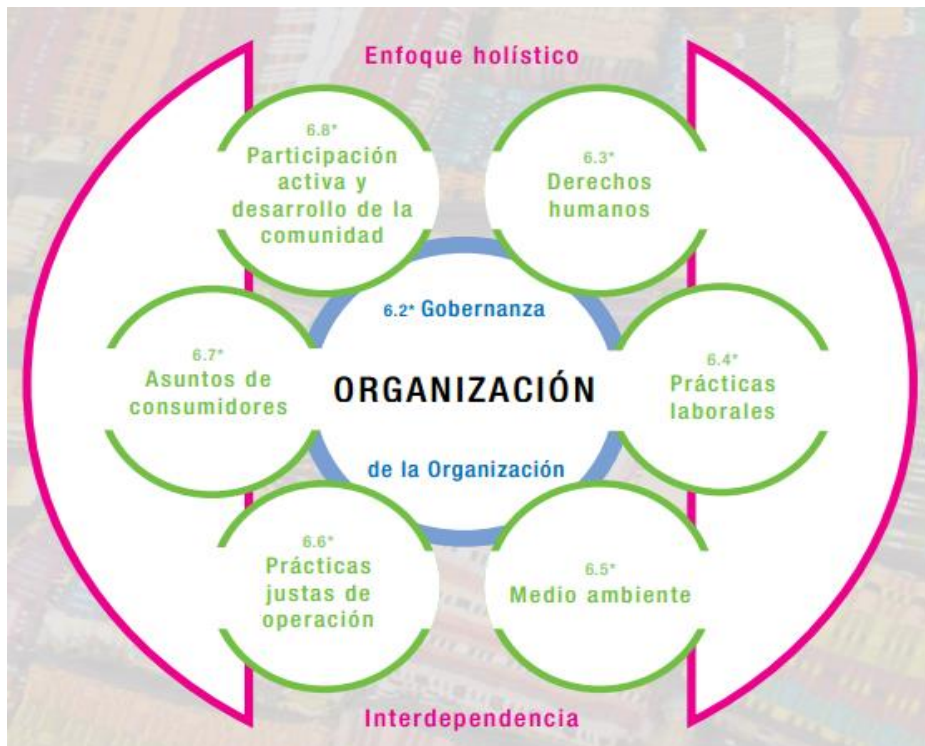 Enfoque holístico
6.8*
Participación
activa y
desarrollo de la
comunidad
6.3*
Derechos
humanos
6.2* Gobernanza
6.7*
Asuntos de
consumidores
ORGANIZACIÓN
6.4*
Prácticas
laborales
de la Organización
6.6*
Prácticas
justas de
operación
6.5*
Medio ambiente
Interdependencia